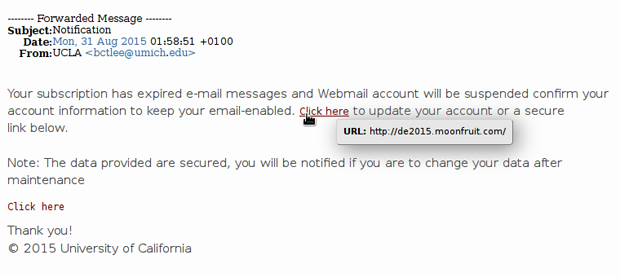 -------- Forwarded Message --------
Subject:Notification
Date:Mon, 31 Aug 2015 01:58:51 +0100
From:UCLA <bctlee@umich.edu>
Your subscription has expired e-mail messages and Webmail account will be suspended confirm your
account information to keep your email-enabled. Click here to update your account or a secure
link below.
URL: http://de2015.moonfruit.com/
Note: The data provided are secured, you will be notified if you are to change your data after
maintenance
Click here
Thank you!
© 2015 University of California